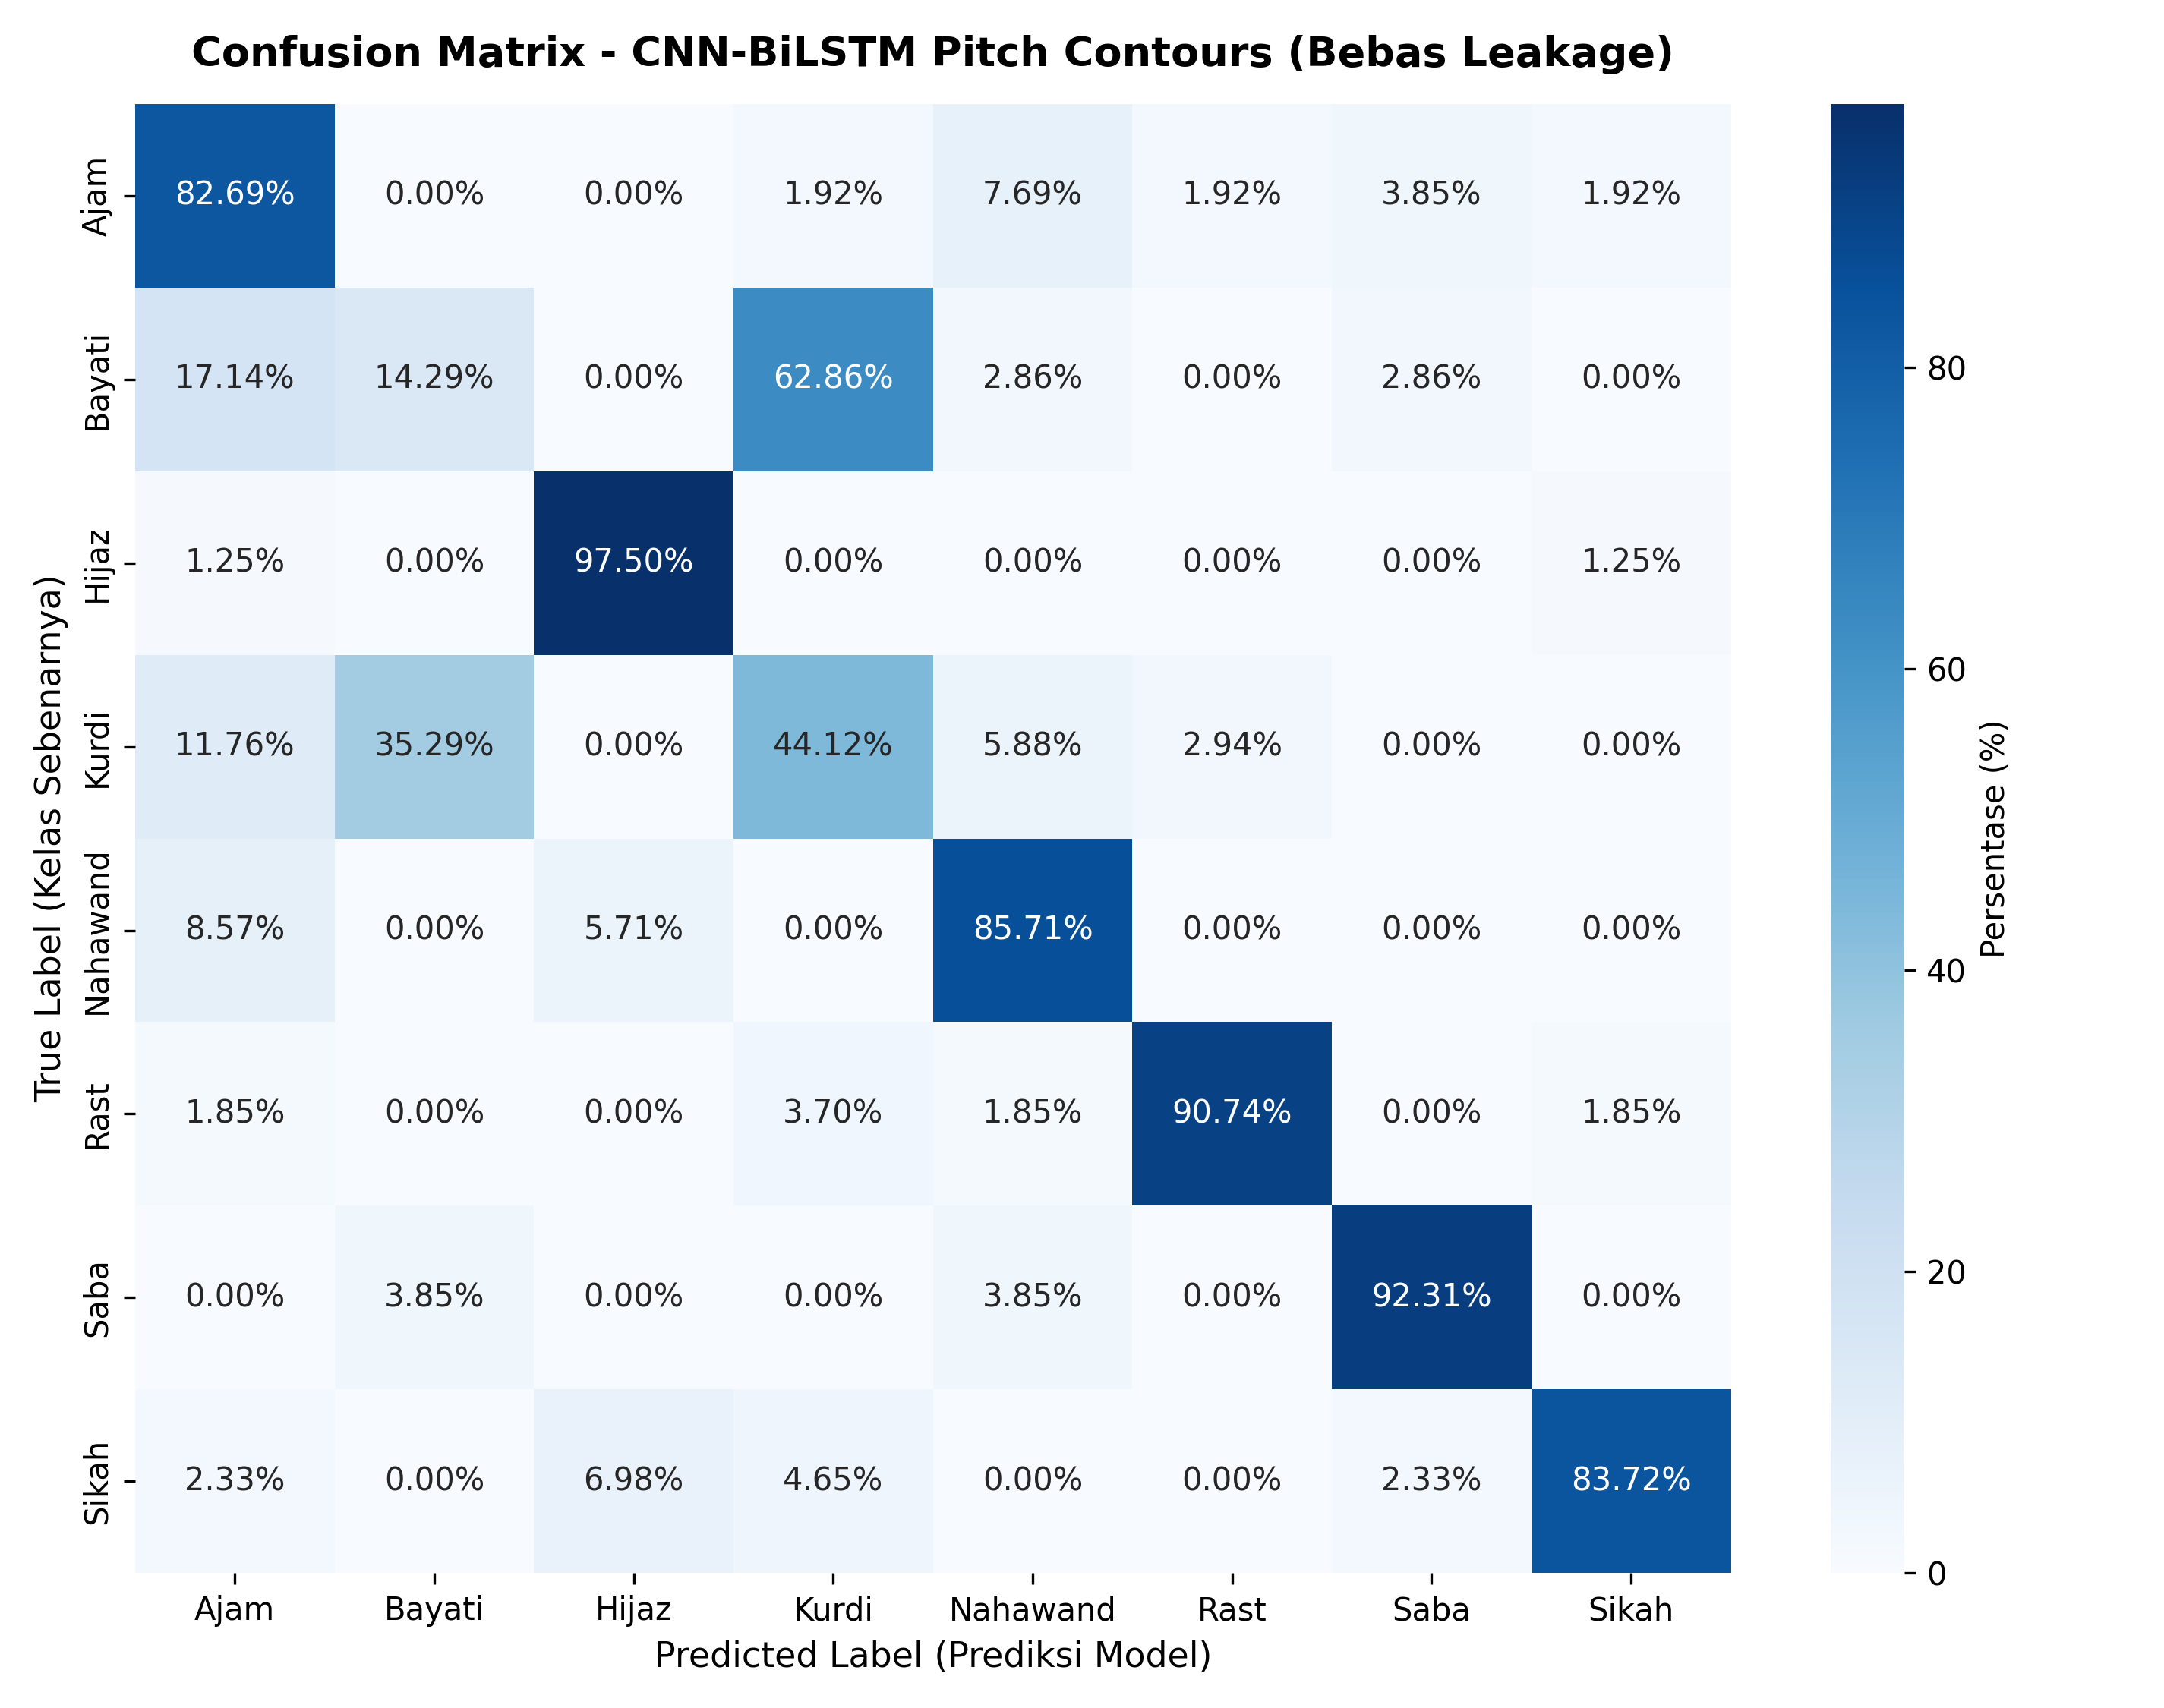 Confusion Matrix - CNN-BiLSTM Pitch Contours (Bebas Leakage)
True Label (Kelas Sebenarnya)
Ajam 82.69% 0.00% 0.00% 1.92% 7.69% 1.92% 3.85% 1.92%
Bayati 17.14% 14.29% 0.00% 62.86% 2.86% 0.00% 2.86% 0.00%
Hijaz 1.25% 0.00% 97.50% 0.00% 0.00% 0.00% 0.00% 1.25%
Kurdi 11.76% 35.29% 0.00% 44.12% 5.88% 2.94% 0.00% 0.00%
Nahawand 8.57% 0.00% 5.71% 0.00% 85.71% 0.00% 0.00% 0.00%
Rast 1.85% 0.00% 0.00% 3.70% 1.85% 90.74% 0.00% 1.85%
Saba 0.00% 3.85% 0.00% 0.00% 3.85% 0.00% 92.31% 0.00%
Sikah 2.33% 0.00% 6.98% 4.65% 0.00% 0.00% 2.33% 83.72%
Ajam Bayati Hijaz Kurdi Nahawand Rast Saba Sikah
Predicted Label (Prediksi Model)
80
60
40
20
0
Persentase (%)